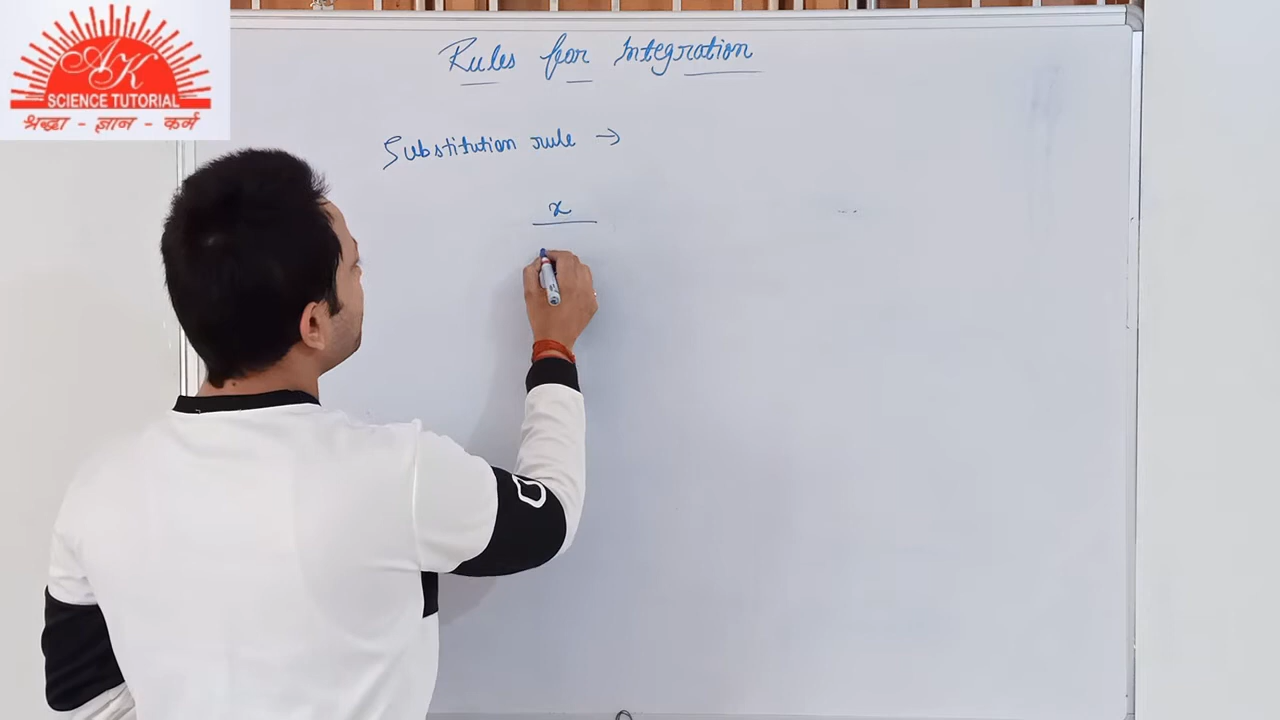 AK
SCIENCE TUTORIAL
श्रद्धा - ज्ञान - कर्म
Rules for Integration
Substitution rule →
x